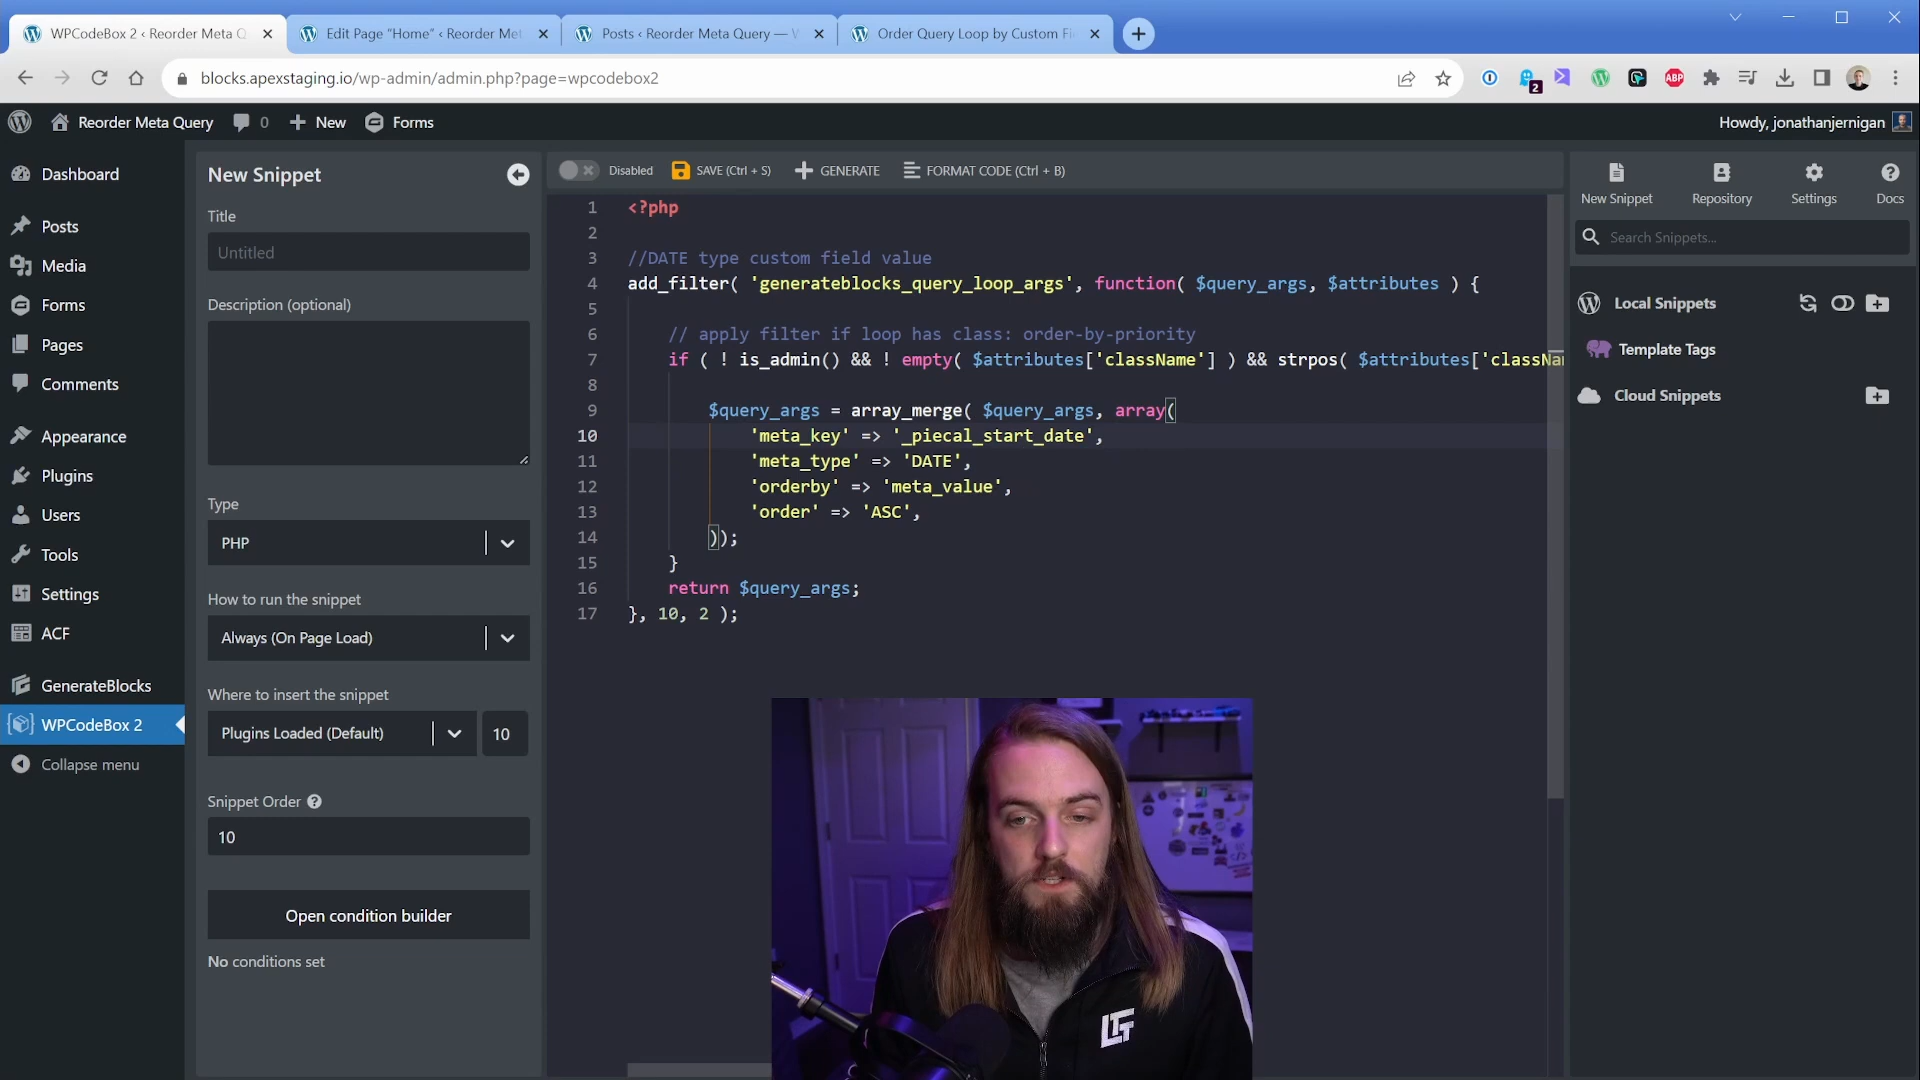 WPCodeBox 2 ‹ Reorder Meta Q
Edit Page “Home” ‹ Reorder Met
Posts ‹ Reorder Meta Query —
Order Query Loop by Custom Fi
blocks.apexstaging.io/wp-admin/admin.php?page=wpcodebox2
2
ABP
Reorder Meta Query
0
New
Forms
Howdy, jonathanjernigan
Dashboard
Posts
Media
Forms
Pages
Comments
Appearance
Plugins
Users
Tools
Settings
ACF
GenerateBlocks
WPCodeBox 2
Collapse menu
New Snippet
Title
Untitled
Description (optional)
Type
PHP
How to run the snippet
Always (On Page Load)
Where to insert the snippet
Plugins Loaded (Default)
10
Snippet Order
10
Open condition builder
No conditions set
Disabled
SAVE (Ctrl + S)
GENERATE
FORMAT CODE (Ctrl + B)
1 <?php
2
3 //DATE type custom field value
4 add_filter( 'generateblocks_query_loop_args', function( $query_args, $attributes ) {
5
6 // apply filter if loop has class: order-by-priority
7 if ( ! is_admin() && ! empty( $attributes['className'] ) && strpos( $attributes['classNam
8
9 $query_args = array_merge( $query_args, array(
10 'meta_key' => '_piecal_start_date',
11 'meta_type' => 'DATE',
12 'orderby' => 'meta_value',
13 'order' => 'ASC',
14 ));
15 }
16 return $query_args;
17 }, 10, 2 );
New Snippet
Repository
Settings
Docs
Search Snippets...
Local Snippets
Template Tags
Cloud Snippets
LTT